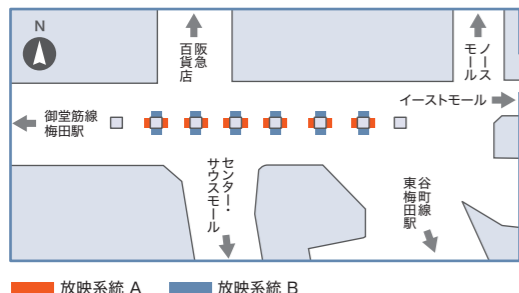 N
阪急
百貨店
ノース
モール
イーストモール
御堂筋線
梅田駅
センター・
サウスモール
谷町線
東梅田駅
放映系統 A
放映系統 B